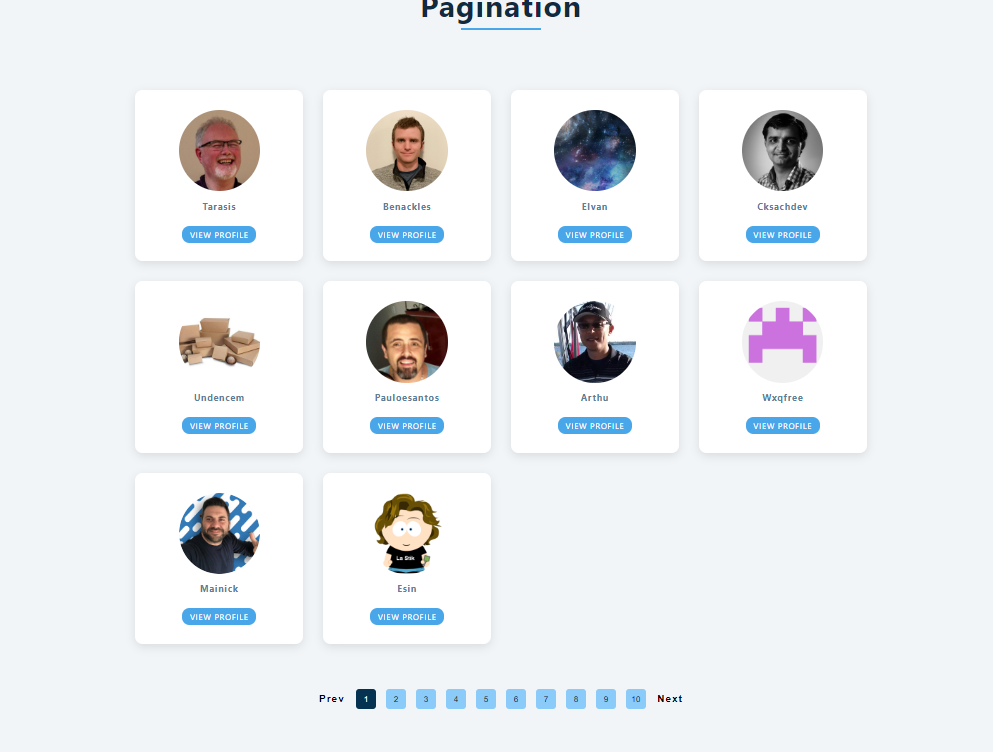 Pagination
Tarasis
Benackles
Elvan
Cksachdev
VIEW PROFILE
VIEW PROFILE
VIEW PROFILE
VIEW PROFILE
Undencem
Pauloesantos
Arthu
Wxqfree
VIEW PROFILE
VIEW PROFILE
VIEW PROFILE
VIEW PROFILE
La Stik
Mainick
Esin
VIEW PROFILE
VIEW PROFILE
Prev 1 2 3 4 5 6 7 8 9 10 Next